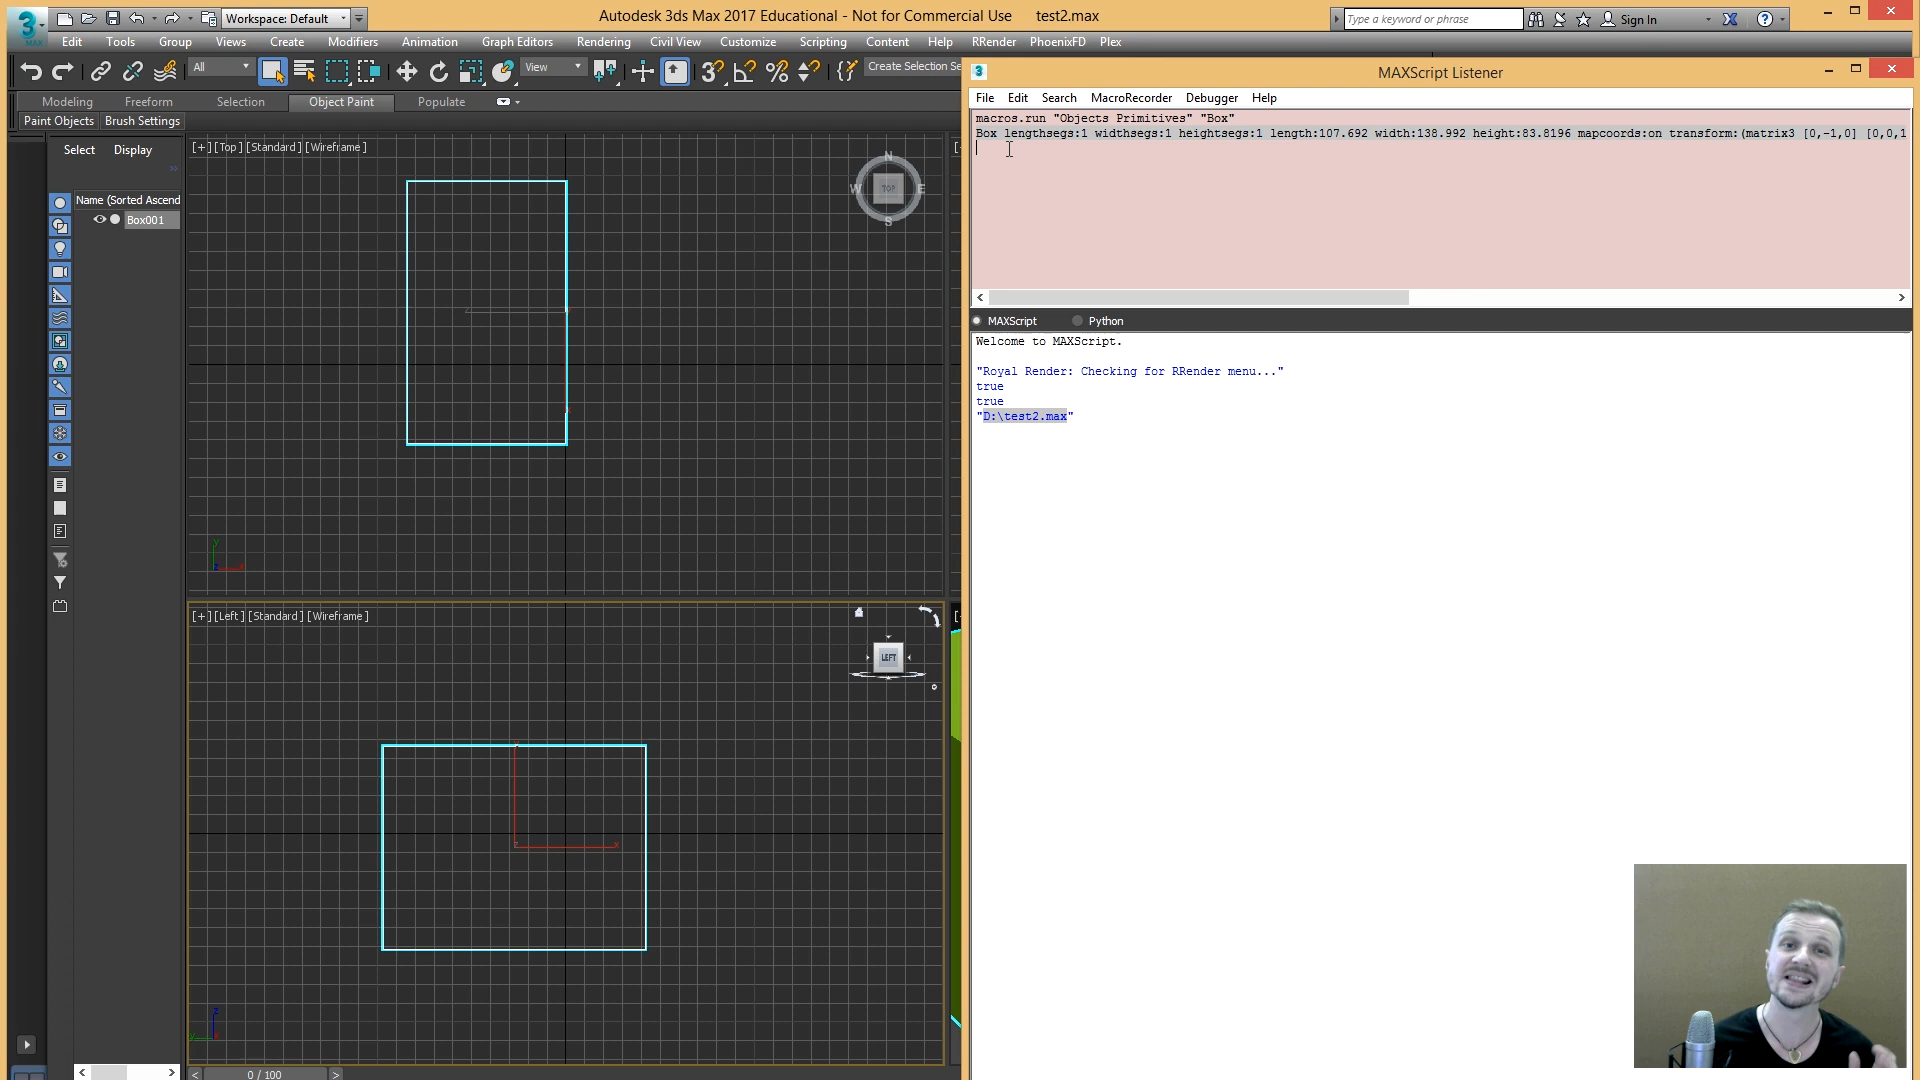 Workspace: Default
Autodesk 3ds Max 2017 Educational - Not for Commercial Use test2.max
Type a keyword or phrase
Sign In
3
MAX
Edit Tools Group Views Create Modifiers Animation Graph Editors Rendering Civil View Customize Scripting Content Help RRender PhoenixFD Plex
All
View
Create Selection Se
Modeling Freeform Selection Object Paint Populate
Paint Objects Brush Settings
Select Display
Name (Sorted Ascend
Box001
[+] [Top] [Standard] [Wireframe]
N
W TOP E
S
y
z x
[+] [Left] [Standard] [Wireframe]
LEFT
x
z
y
0 / 100
MAXScript Listener
File Edit Search MacroRecorder Debugger Help
macros.run "Objects Primitives" "Box"
Box lengthsegs:1 widthsegs:1 heightsegs:1 length:107.692 width:138.992 height:83.8196 mapcoords:on transform:(matrix3 [0,-1,0] [0,0,1
MAXScript Python
Welcome to MAXScript.
"Royal Render: Checking for RRender menu..."
true
true
"D:\test2.max"